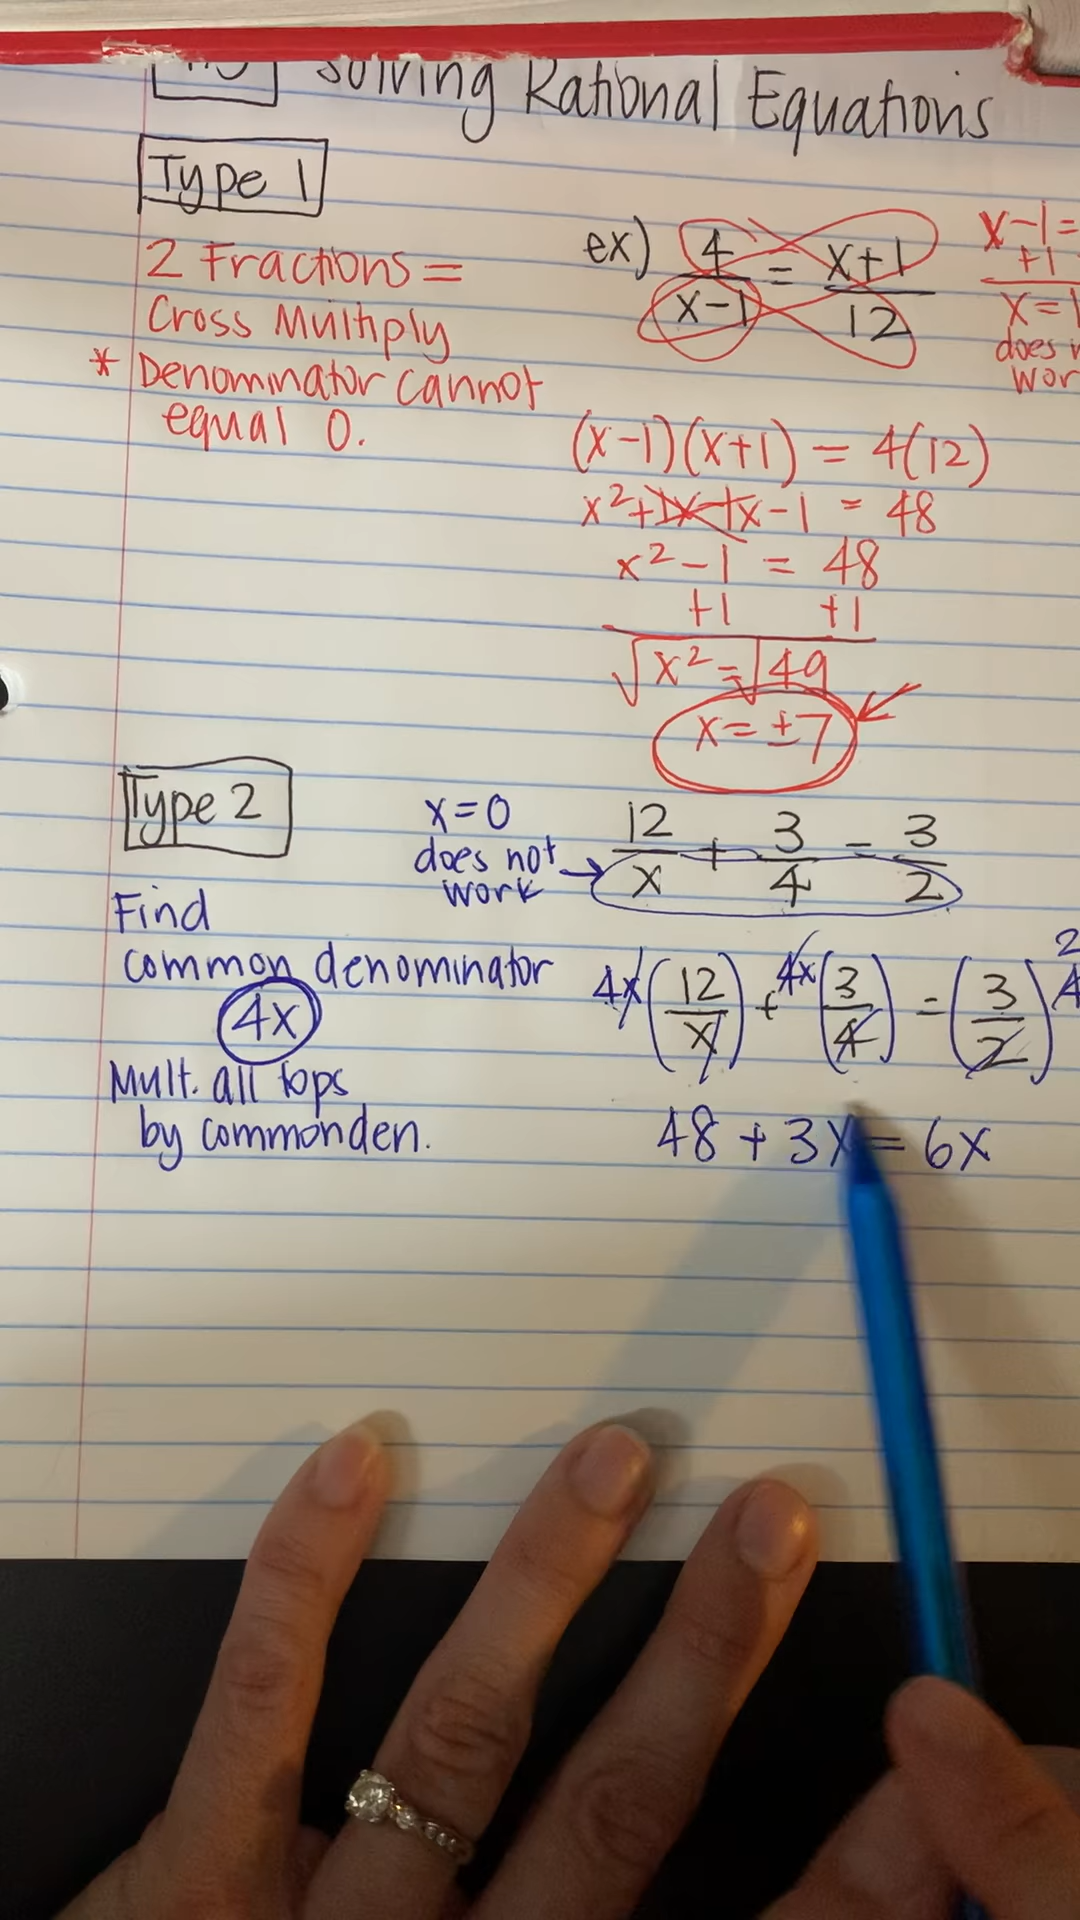 Solving Rational Equations
Type 1
2 Fractions =
Cross Multiply
* Denominator cannot
equal 0.
ex) 4/(x-1) = (x+1)/12
x-1=
+1
x=1
does
(x-1)(x+1) = 4(12)
x²+1x-1x-1 = 48
x²-1 = 48
+1 +1
√x² = √49
x = ±7
Type 2
x=0
does not
work
12/x + 3/4 = 3/2
Find
common denominator
4x
Mult. all tops
by common den.
4x(12/x) + 4x(3/4) = (3/2) 4
2
48 + 3x = 6x